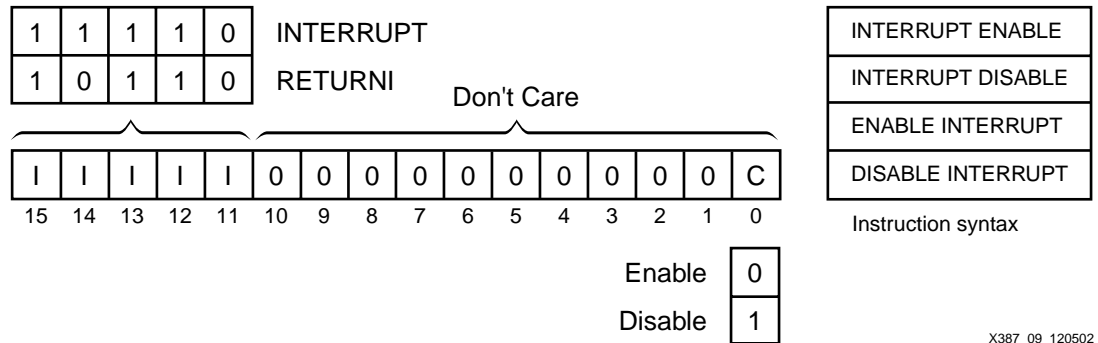 1 1 1 1 0 INTERRUPT
1 0 1 1 0 RETURNI
Don't Care
I I I I I 0 0 0 0 0 0 0 0 0 0 C
15 14 13 12 11 10 9 8 7 6 5 4 3 2 1 0
Enable 0
Disable 1
INTERRUPT ENABLE
INTERRUPT DISABLE
ENABLE INTERRUPT
DISABLE INTERRUPT
Instruction syntax
X387_09_120502